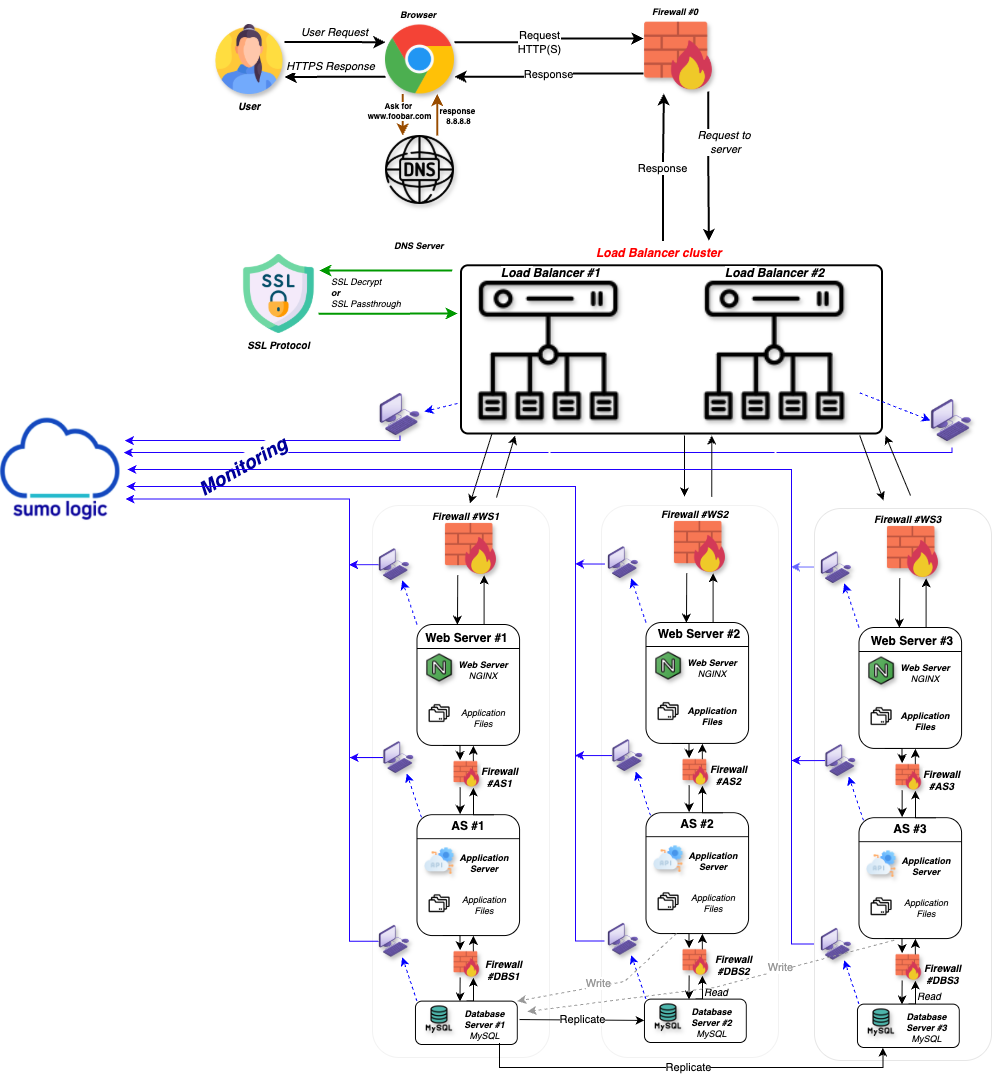 Browser
Firewall #0
User Request
Request
HTTP(S)
HTTPS Response
Response
User
Ask for
www.foobar.com
response
8.8.8.8
DNS
Request to
server
Response
DNS Server
Load Balancer cluster
SSL
SSL Decrypt
or
SSL Passthrough
SSL Protocol
Load Balancer #1
Load Balancer #2
Monitoring
sumo logic
Firewall #WS1
Firewall #WS2
Firewall #WS3
Web Server #1
Web Server
NGINX
Application
Files
Web Server #2
Web Server
NGINX
Application
Files
Web Server #3
Web Server
NGINX
Application
Files
Firewall
#AS1
Firewall
#AS2
Firewall
#AS3
AS #1
API
Application
Server
Application
Files
AS #2
API
Application
Server
Application
Files
AS #3
API
Application
Server
Application
Files
Firewall
#DBS1
Firewall
#DBS2
Firewall
#DBS3
Write
Write
Read
Read
MySQL
Database
Server #1
MySQL
Replicate
MySQL
Database
Server #2
MySQL
MySQL
Database
Server #3
MySQL
Replicate